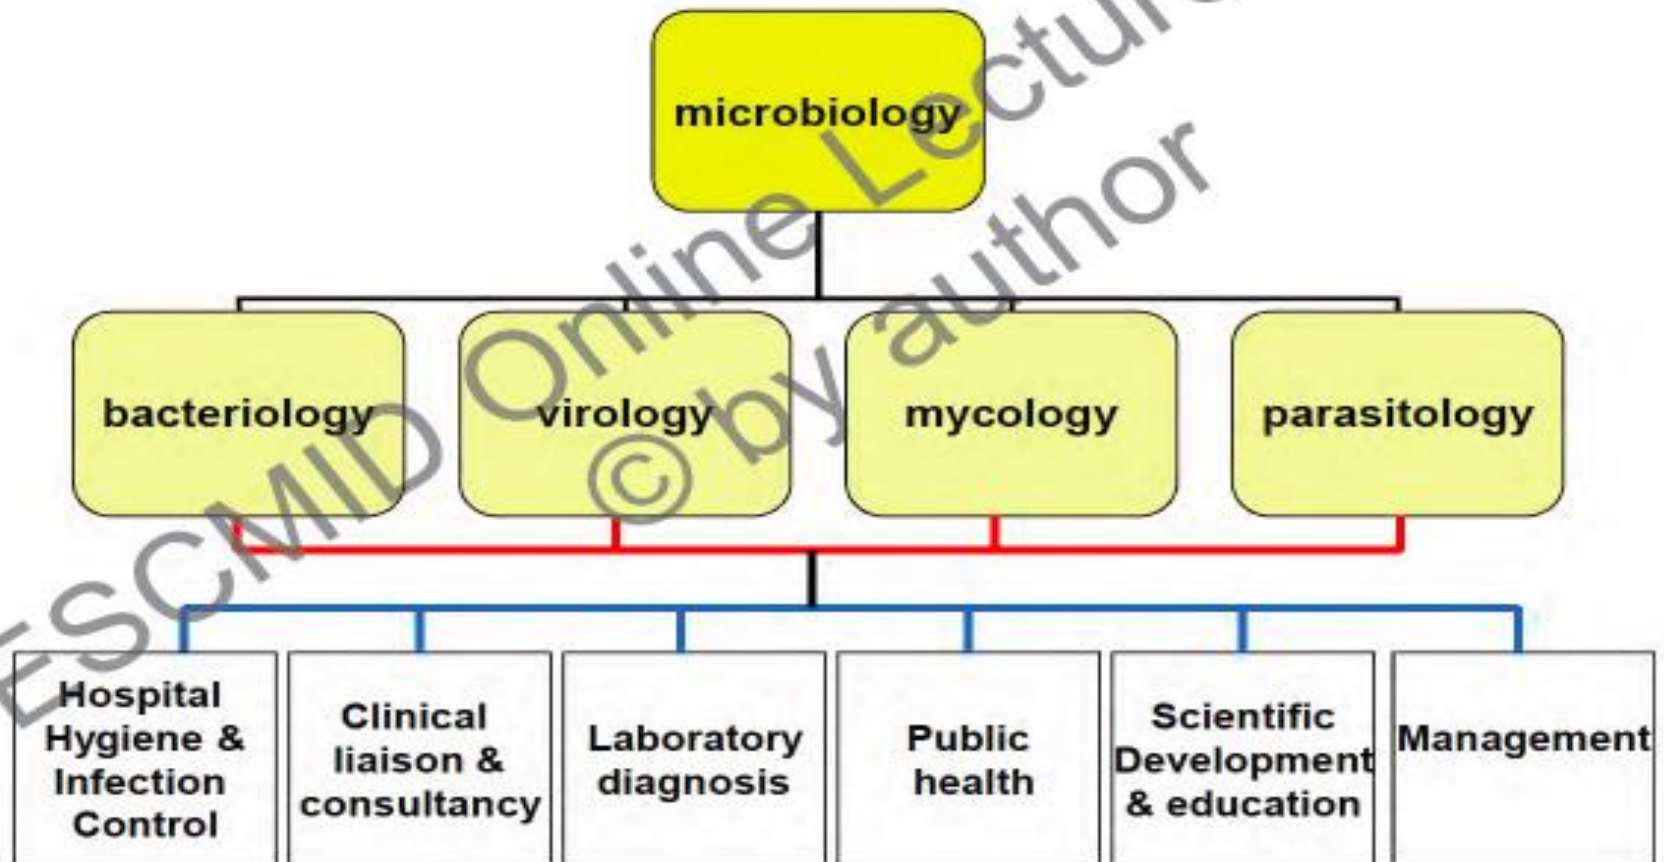 microbiology
bacteriology
virology
mycology
parasitology
Hospital
Hygiene &
Infection
Control
Clinical
liaison &
consultancy
Laboratory
diagnosis
Public
health
Scientific
Development
& education
Management
ESCMID Online Lecture
© by author